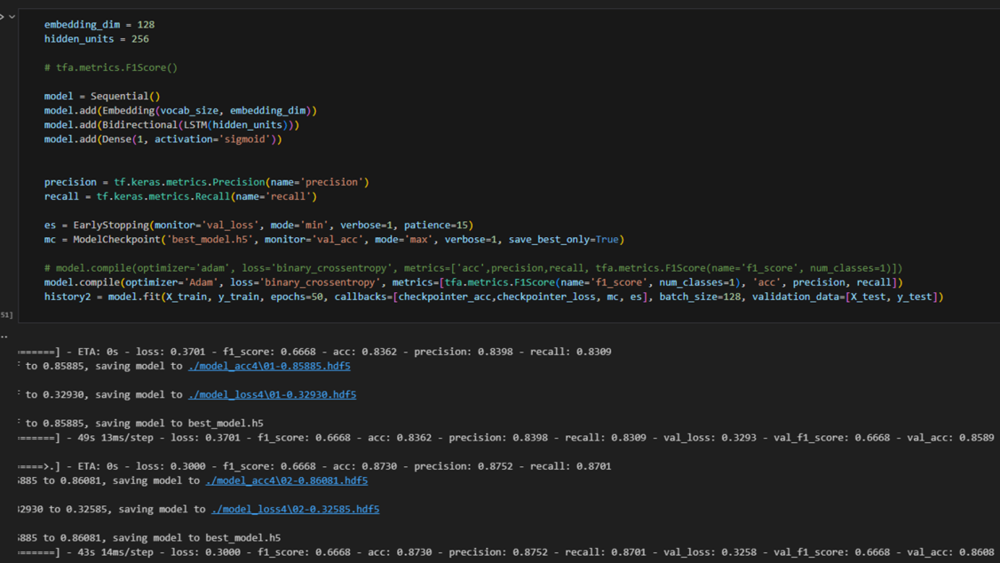 embedding_dim = 128
hidden_units = 256
# tfa.metrics.F1Score()
model = Sequential()
model.add(Embedding(vocab_size, embedding_dim))
model.add(Bidirectional(LSTM(hidden_units)))
model.add(Dense(1, activation='sigmoid'))
precision = tf.keras.metrics.Precision(name='precision')
recall = tf.keras.metrics.Recall(name='recall')
es = EarlyStopping(monitor='val_loss', mode='min', verbose=1, patience=15)
mc = ModelCheckpoint('best_model.h5', monitor='val_acc', mode='max', verbose=1, save_best_only=True)
# model.compile(optimizer='adam', loss='binary_crossentropy', metrics=['acc',precision,recall, tfa.metrics.F1Score(name='f1_score', num_classes=1)])
model.compile(optimizer='Adam', loss='binary_crossentropy', metrics=[tfa.metrics.F1Score(name='f1_score', num_classes=1), 'acc', precision, recall])
history2 = model.fit(X_train, y_train, epochs=50, callbacks=[checkpointer_acc,checkpointer_loss, mc, es], batch_size=128, validation_data=[X_test, y_test])
51]
..
======] - ETA: 0s - loss: 0.3701 - f1_score: 0.6668 - acc: 0.8362 - precision: 0.8398 - recall: 0.8309
to 0.85885, saving model to ./model_acc4\01-0.85885.hdf5
to 0.32930, saving model to ./model_loss4\01-0.32930.hdf5
to 0.85885, saving model to best_model.h5
======] - 49s 13ms/step - loss: 0.3701 - f1_score: 0.6668 - acc: 0.8362 - precision: 0.8398 - recall: 0.8309 - val_loss: 0.3293 - val_f1_score: 0.6668 - val_acc: 0.8589
====>.] - ETA: 0s - loss: 0.3000 - f1_score: 0.6668 - acc: 0.8730 - precision: 0.8752 - recall: 0.8701
885 to 0.86081, saving model to ./model_acc4\02-0.86081.hdf5
2930 to 0.32585, saving model to ./model_loss4\02-0.32585.hdf5
885 to 0.86081, saving model to best_model.h5
======] - 43s 14ms/step - loss: 0.3000 - f1_score: 0.6668 - acc: 0.8730 - precision: 0.8752 - recall: 0.8701 - val_loss: 0.3258 - val_f1_score: 0.6668 - val_acc: 0.8608